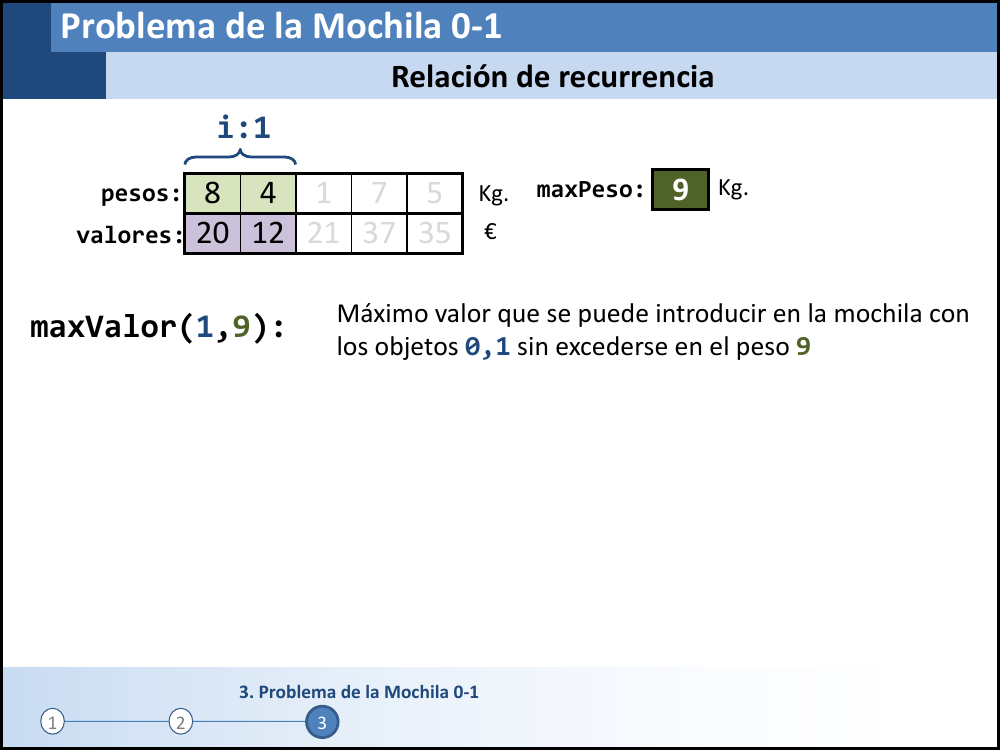 Problema de la Mochila 0-1
Relación de recurrencia
i:1
pesos: 8 4 1 7 5 Kg. maxPeso: 9 Kg.
valores: 20 12 21 37 35 €
maxValor(1,9): Máximo valor que se puede introducir en la mochila con
los objetos 0,1 sin excederse en el peso 9
3. Problema de la Mochila 0-1
1 2 3